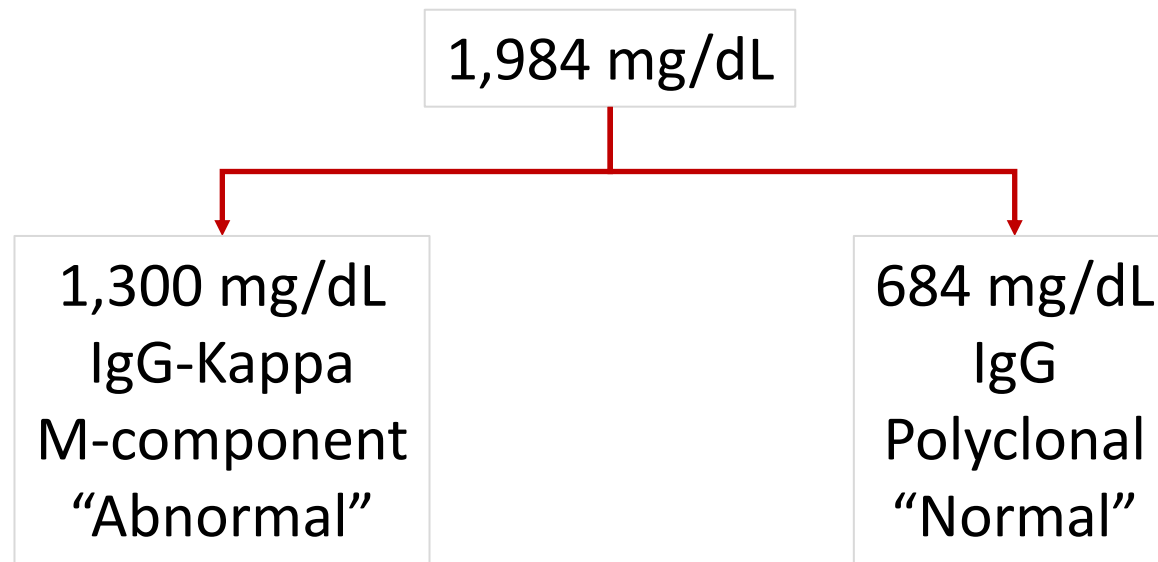 1,984 mg/dL
1,300 mg/dL
IgG-Kappa
M-component
“Abnormal”
684 mg/dL
IgG
Polyclonal
“Normal”